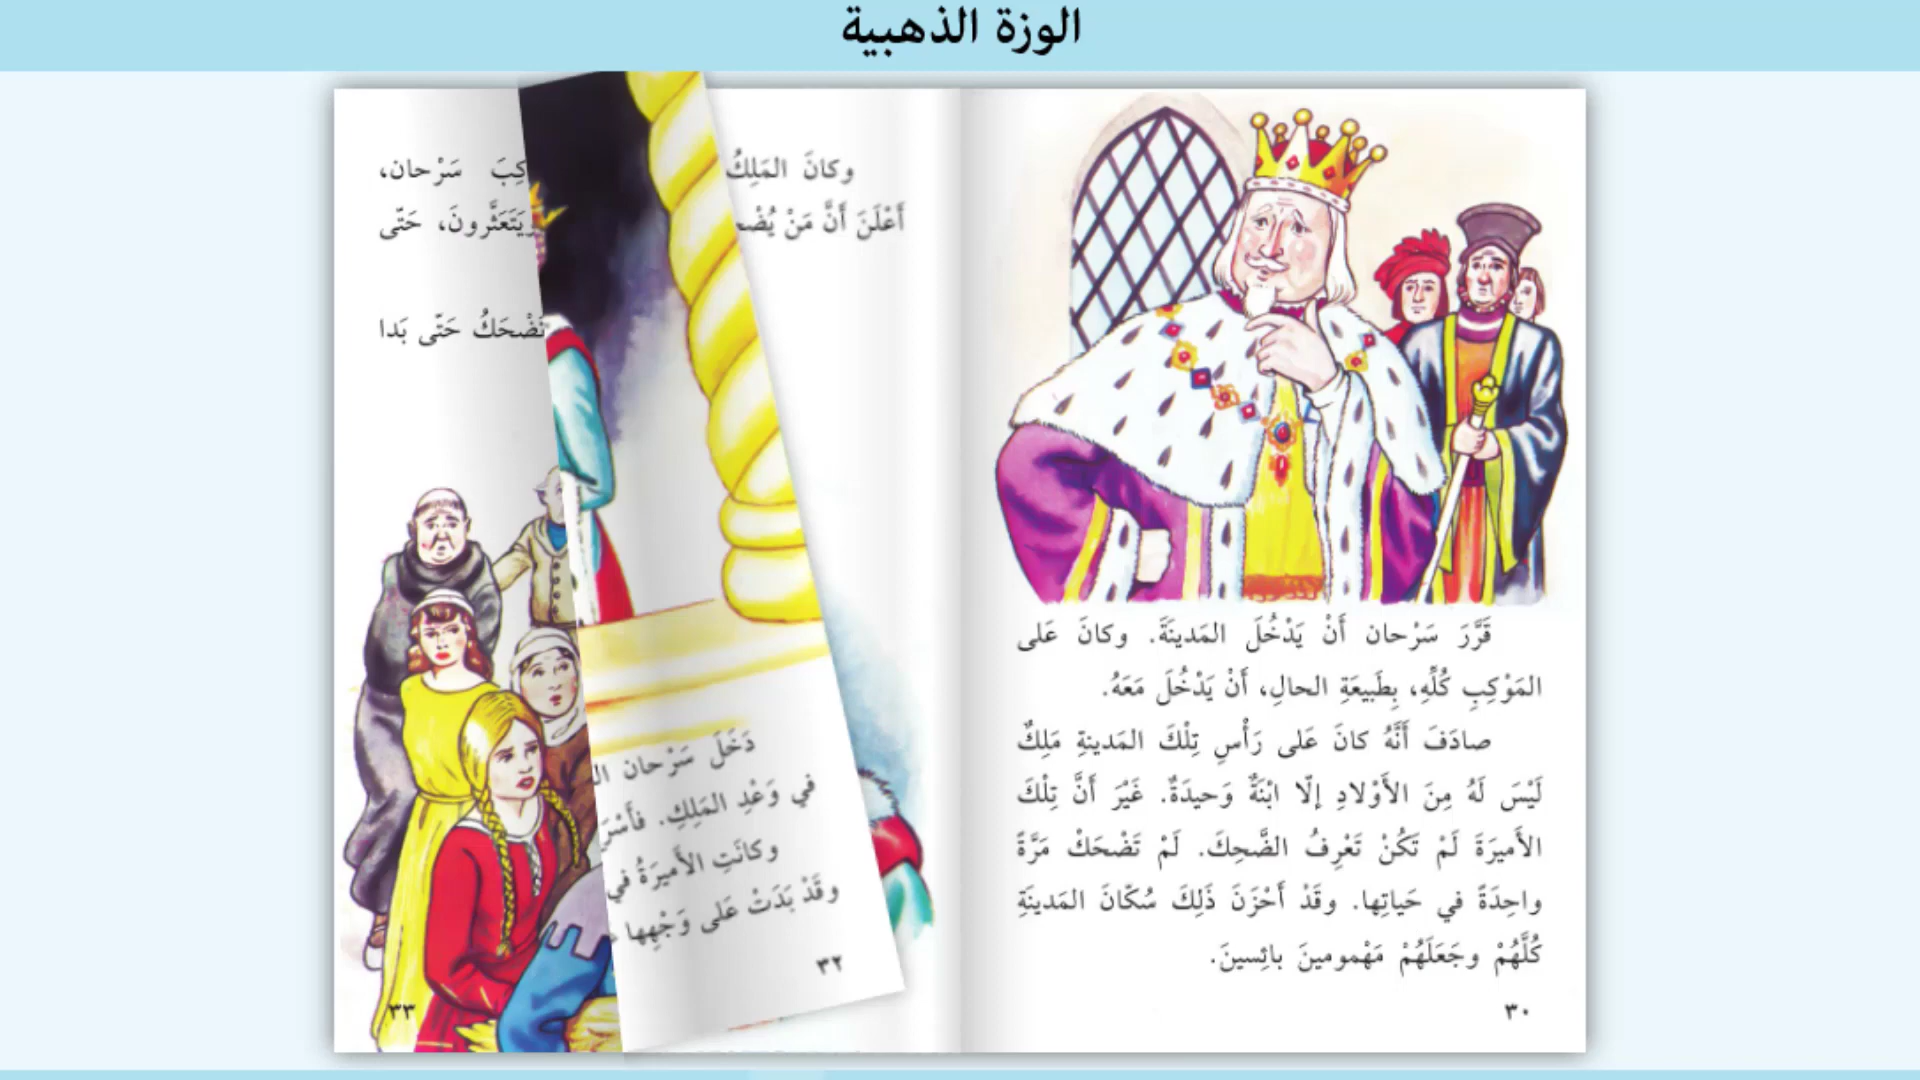 الوزة الذهبية
قَرَّرَ سَرْحان أَنْ يَدْخُلَ المَدينَةَ. وكانَ عَلى
المَوْكِبِ كُلِّهِ، بِطَبيعَةِ الحالِ، أَنْ يَدْخُلَ مَعَهُ.
صادَفَ أَنَّهُ كانَ عَلى رَأْسِ تِلْكَ المَدينةِ مَلِكٌ
لَيْسَ لَهُ مِنَ الأَوْلادِ إلّا ابْنَةٌ وَحيدَةٌ. غَيْرَ أَنَّ تِلْكَ
الأَميرَةَ لَمْ تَكُنْ تَعْرِفُ الضَّحِكَ. لَمْ تَضْحَكْ مَرَّةً
واحِدَةً في حَياتِها. وقَدْ أَحْزَنَ ذَلِكَ سُكّانَ المَدينَةِ
كُلَّهُمْ وجَعَلَهُمْ مَهْمومينَ بائِسينَ.
٣٠
وكانَ المَلِكُ
أَعْلَنَ أَنَّ مَنْ
دَخَلَ سَرْحان
في وَعْدِ المَلِكِ.
وكانَتِ الأَميرَةُ في
وقَدْ بَدَتْ عَلى وَجْهِها
٣٢
سَرْحان،
يَتَعَثَّرونَ، حَتّى
حَتّى بَدا
٣٣